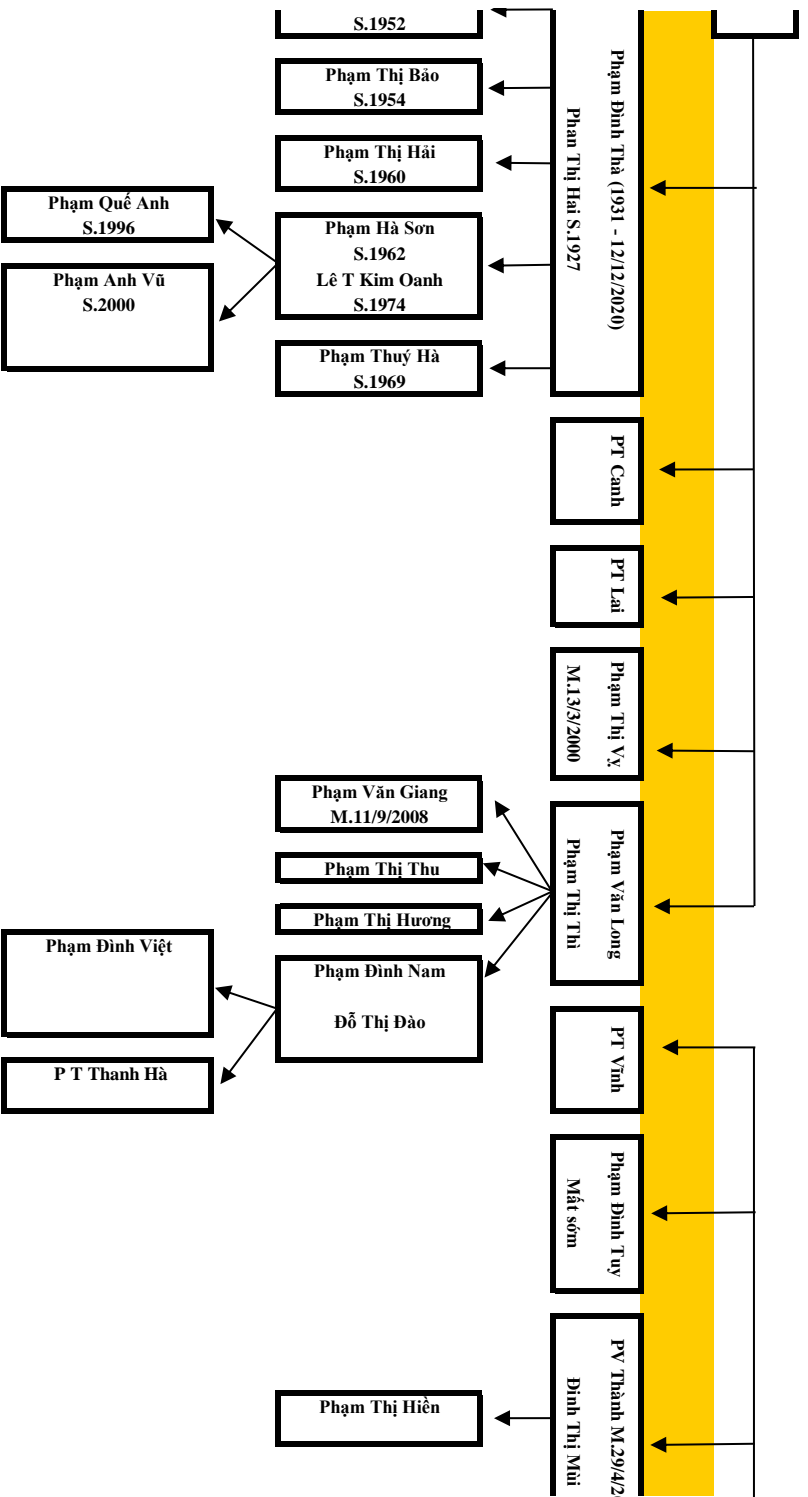 S.1952
Phạm Thị Bảo
S.1954
Phạm Thị Hải
S.1960
Phạm Quế Anh
S.1996
Phạm Anh Vũ
S.2000
Phạm Hà Sơn
S.1962
Lê T Kim Oanh
S.1974
Phạm Thuý Hà
S.1969
Phạm Đình Thà (1931 - 12/12/2020)
Phan Thị Hai S.1927
PT Canh
PT Lai
Phạm Thị Vỵ
M.13/3/2000
Phạm Văn Giang
M.11/9/2008
Phạm Thị Thu
Phạm Thị Hương
Phạm Đình Nam
Đỗ Thị Đào
Phạm Đình Việt
P T Thanh Hà
Phạm Văn Long
Phạm Thị Thì
PT Vĩnh
Phạm Đình Tuy
Mất sớm
Phạm Thị Hiền
PV Thành M.29/4/2
Đinh Thị Mùi